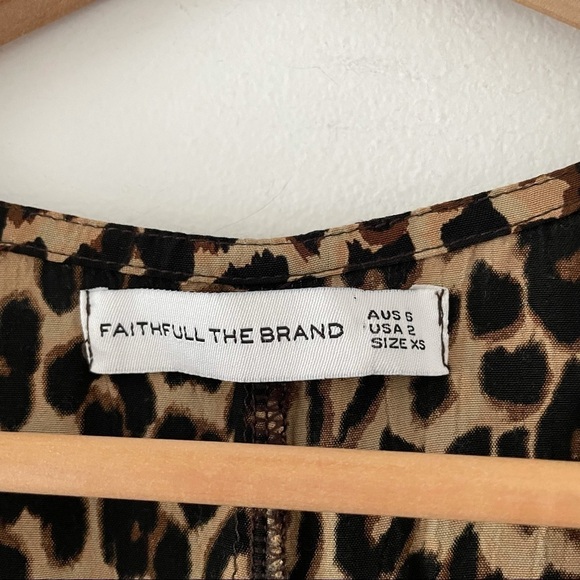 FAITHFULL THE BRAND
AUS 6
USA 2
SIZE XS